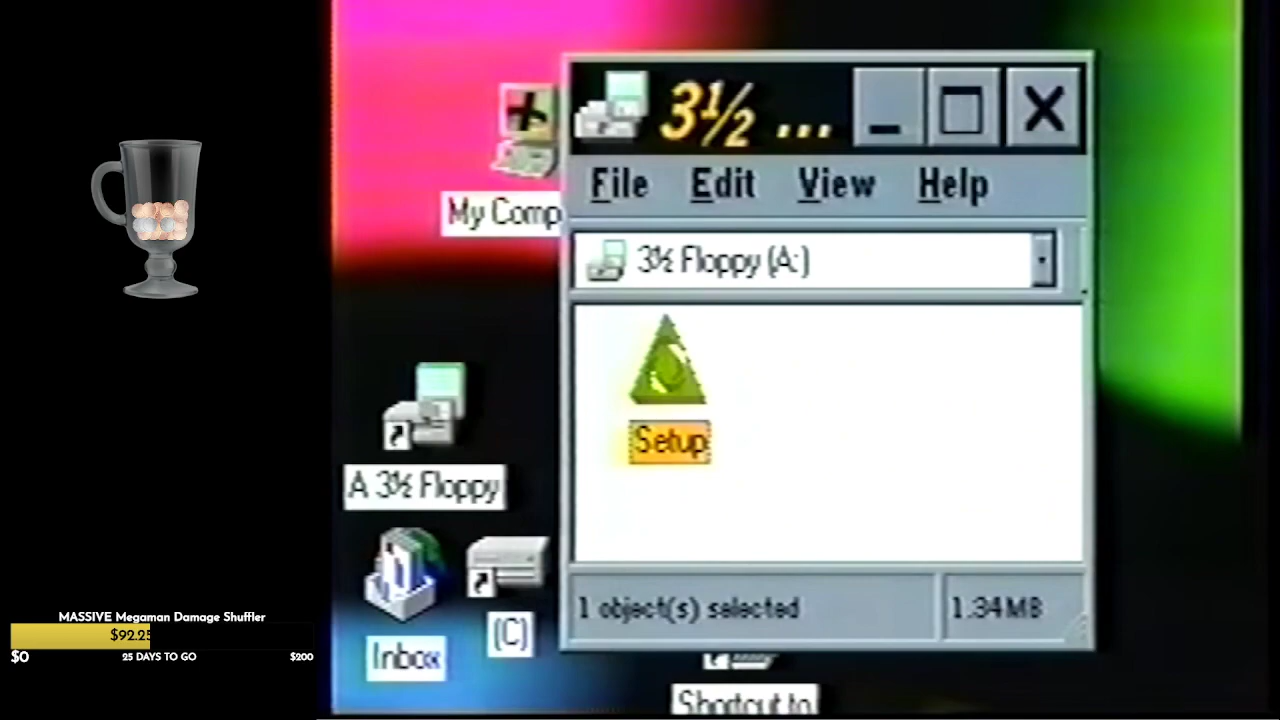 3½ ...
File Edit View Help
My Comp
3½ Floppy (A:)
Setup
A 3½ Floppy
1 object(s) selected
1.34MB
(C)
Inbox
Shortcut to
MASSIVE Megaman Damage Shuffler
$92.25
$0
25 DAYS TO GO
$200